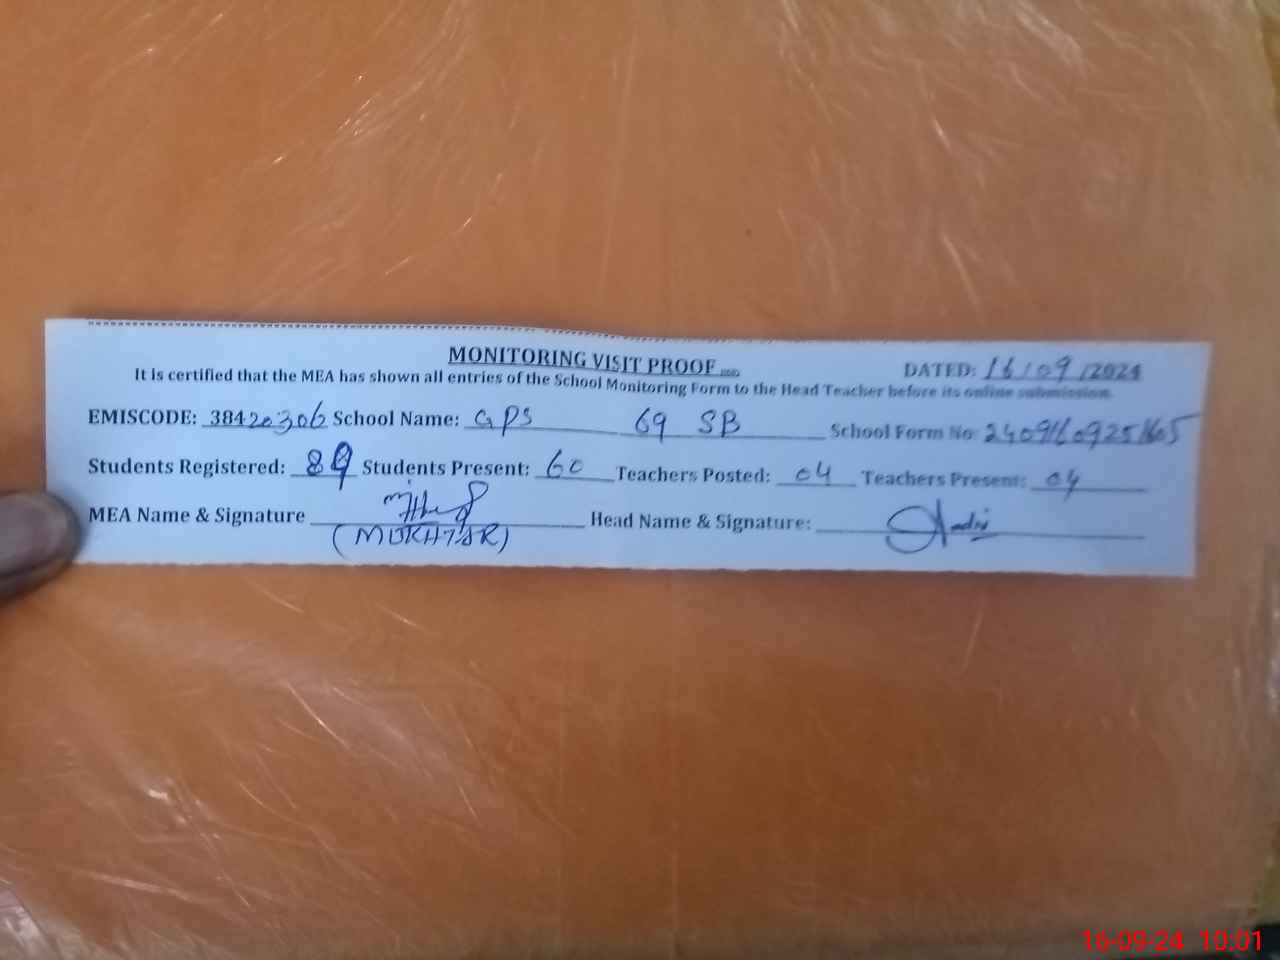 MONITORING VISIT PROOF
DATED: 16/09/2024
It is certified that the MEA has shown all entries of the School Monitoring Form to the Head Teacher before its online submission.
EMISCODE: 38420306 School Name: GPS 69 SB School Form No: 24091609251605
Students Registered: 89 Students Present: 60 Teachers Posted: 04 Teachers Present: 04
MEA Name & Signature Head Name & Signature:
(MUKHTAR)
16-09-24 10:01